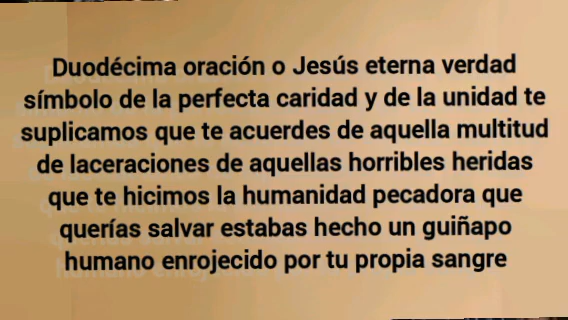 Duodécima oración o Jesús eterna verdad
símbolo de la perfecta caridad y de la unidad te
suplicamos que te acuerdes de aquella multitud
de laceraciones de aquellas horribles heridas
que te hicimos la humanidad pecadora que
querías salvar estabas hecho un guiñapo
humano enrojecido por tu propia sangre